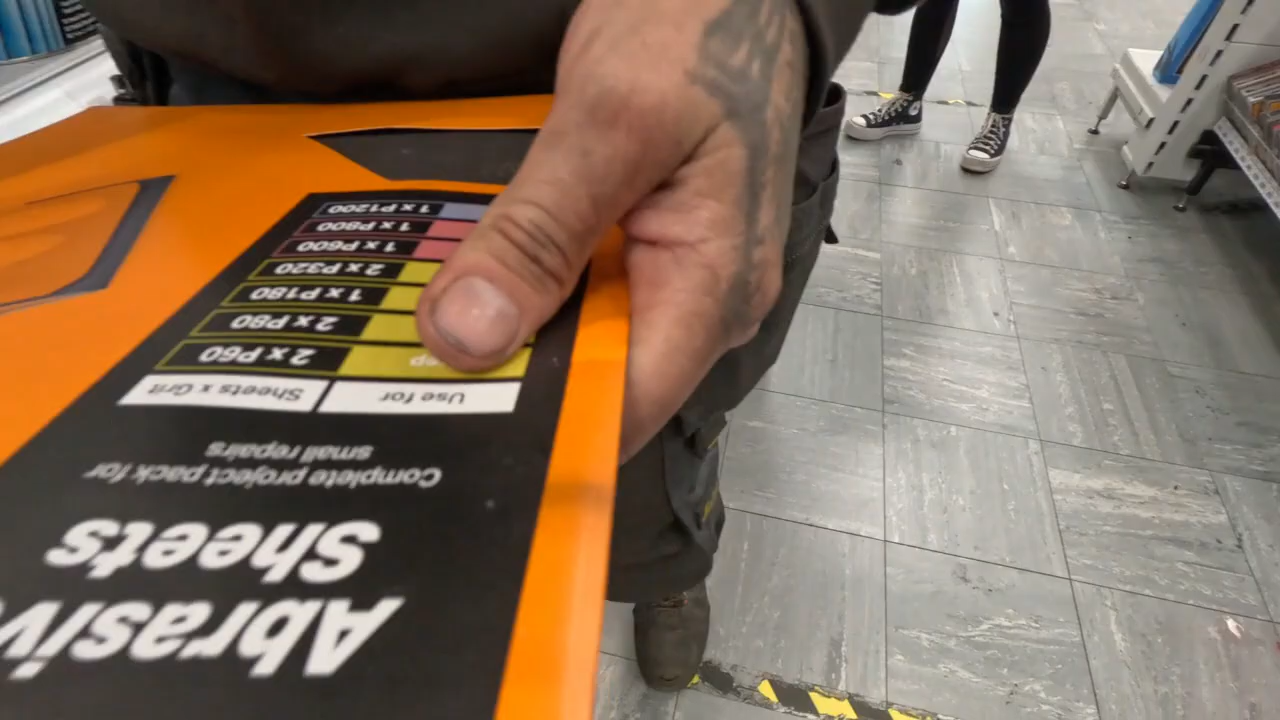 Abrasiv
Sheets
Complete project pack for
small repairs
Use for Sheets x Grit
ep 2 x P60
2 x P80
1 x P180
2 x P320
1 x P600
1 x P800
1 x P1200